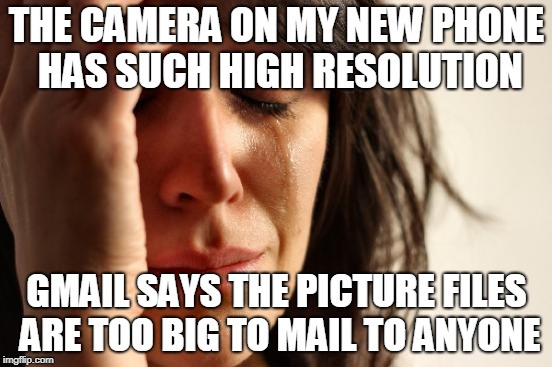 THE CAMERA ON MY NEW PHONE
HAS SUCH HIGH RESOLUTION
GMAIL SAYS THE PICTURE FILES
ARE TOO BIG TO MAIL TO ANYONE
imgflip.com